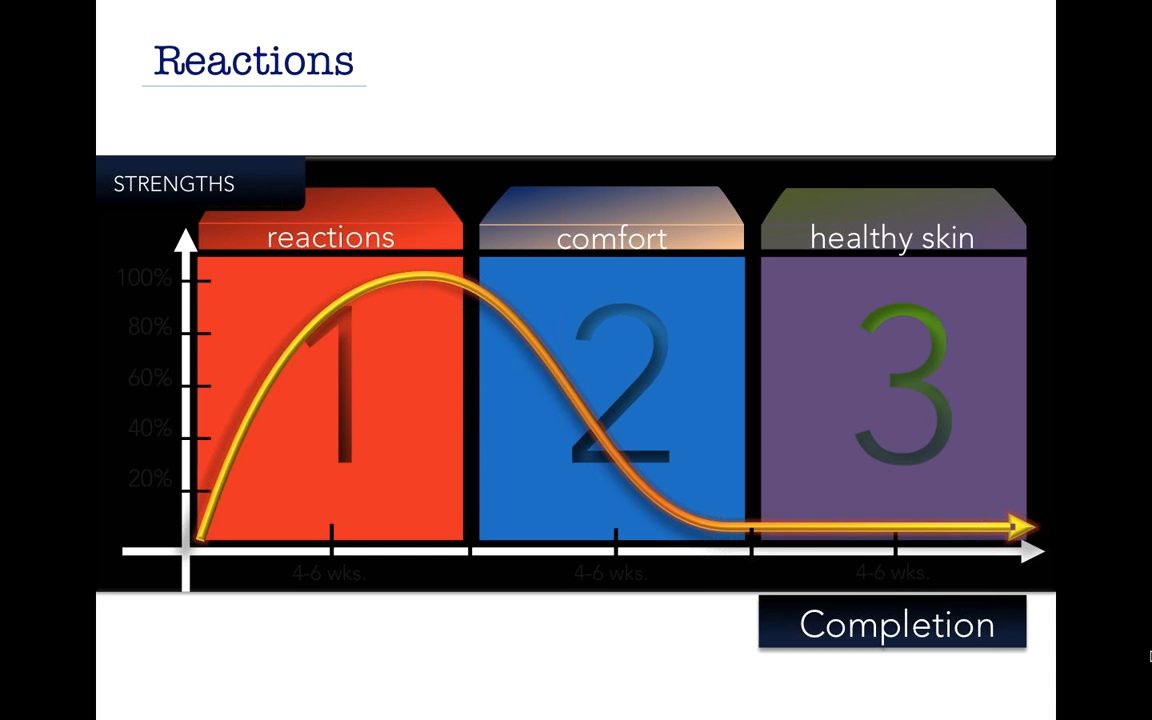 Reactions
STRENGTHS
reactions
comfort
healthy skin
100%
80%
60%
40%
20%
1
2
3
4-6 wks.
4-6 wks.
4-6 wks.
Completion